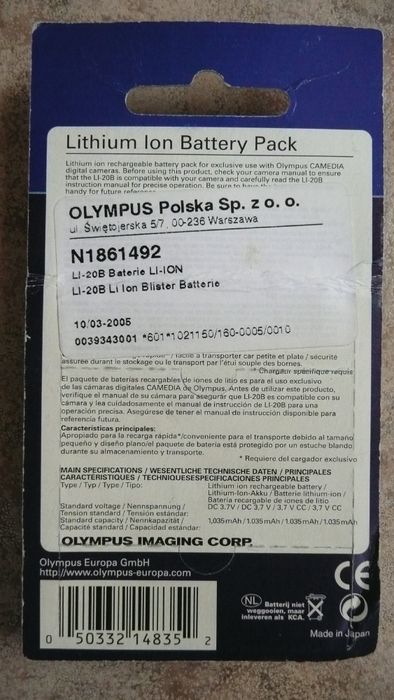 Lithium Ion Battery Pack
Lithium ion rechargeable battery pack for exclusive use with Olympus CAMEDIA
digital cameras. Before using this product, check your camera manual to ensure
that the LI-20B is compatible with your camera and carefully read the LI-20B
instruction manual for precise operation. Be sure to
handy for future reference.
OLYMPUS Polska Sp. z o. o.
ul. Świętojerska 5/7, 00-236 Warszawa
N1861492
LI-20B Baterie LI-ION
LI-20B Li Ion Blister Batterie
10/03-2005
0039343001 *601*1021150/160-0005/0010
facile à transporter car petite et plate / sécurité
assurée durant le stockage ou le transport par l'étui souple des bornes.
* Chargeur spécifique requis
El paquete de baterías recargables de iones de litio es para el uso exclusivo
de las cámaras digitales CAMEDIA de Olympus. Antes de utilizar este producto,
verifique el manual de su cámara para asegurar que LI-20B es compatible con su
cámara y lea cuidadosamente el manual de instrucción de LI-20B para una
operación precisa. Asegúrese de tener el manual de instrucción disponible para
referencia futura.
Características principales:
Apropiado para la recarga rápida*/conveniente para el transporte debido al tamaño
pequeño y diseño plano/el paquete de batería está protegido por un estuche blando
durante su almacenamiento y transporte.
* Requiere del cargador exclusivo
MAIN SPECIFICATIONS / WESENTLICHE TECHNISCHE DATEN / PRINCIPALES
CARACTÉRISTIQUES / TECHNIQUESESPECIFICACIONES PRINCIPALES
Type / Typ / Type / Tipo: Lithium ion rechargeable battery /
Lithium-Ion-Akku / Batterie lithium-ion /
Batería recargable de iones de litio
Standard voltage / Nennspannung / DC 3.7V / DC 3,7 V / 3,7 V CC / 3,7 V CC
Tension standard / Tensión estándar:
Standard capacity / Nennkapazität / 1,035mAh / 1.035mAh / 1.035mAh / 1.035mAh
Capacité standard / Capacidad estándar:
OLYMPUS IMAGING CORP.
Olympus Europa GmbH
http://www.olympus-europa.com
CE
NL Batterij niet
weggooien, maar
inleveren als KCA.
0 50332 14835 2
Made in Japan